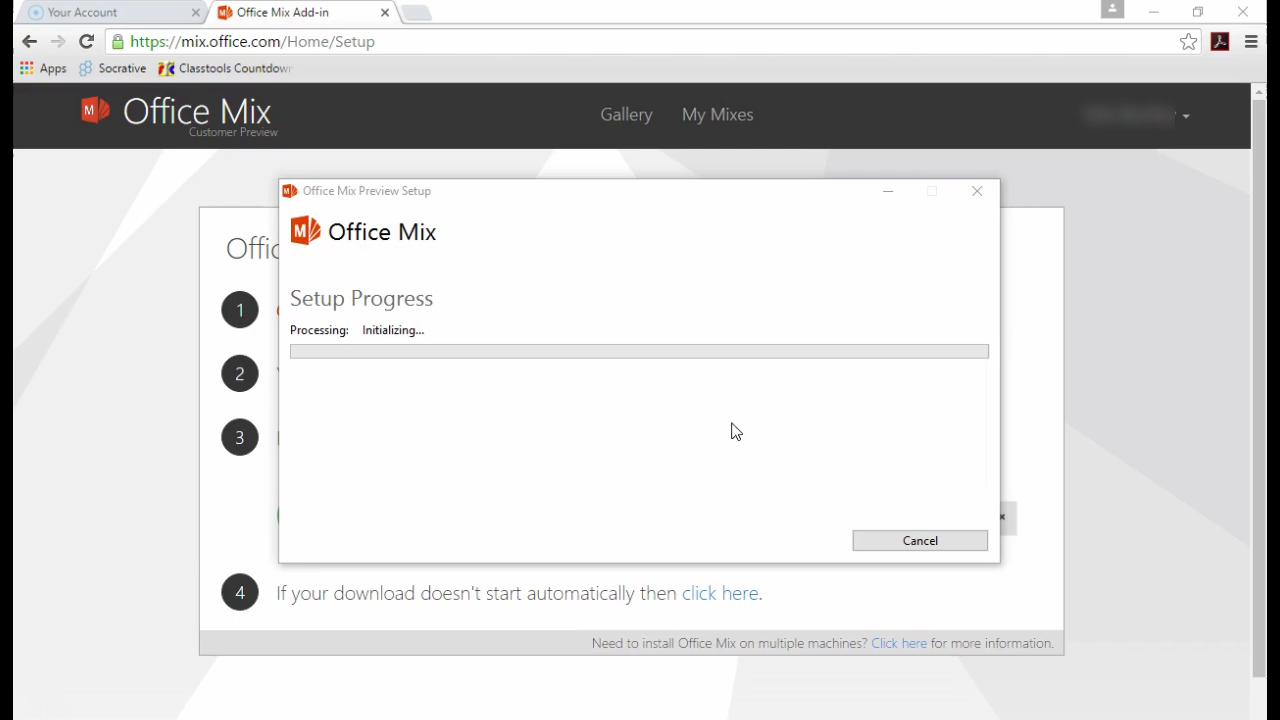 Your Account
Office Mix Add-in
https://mix.office.com/Home/Setup
Apps
Socrative
Classtools Countdow
Office Mix
Customer Preview
Gallery
My Mixes
Office Mix Preview Setup
Office Mix
Offic
Setup Progress
Processing: Initializing...
1
2
3
Cancel
4 If your download doesn't start automatically then click here.
Need to install Office Mix on multiple machines? Click here for more information.